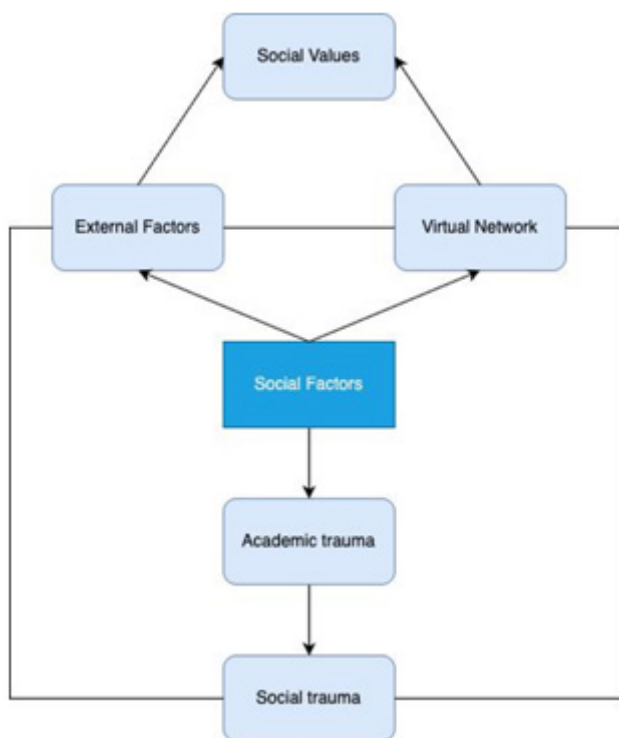 Social Values
External Factors
Virtual Network
Social Factors
Academic trauma
Social trauma